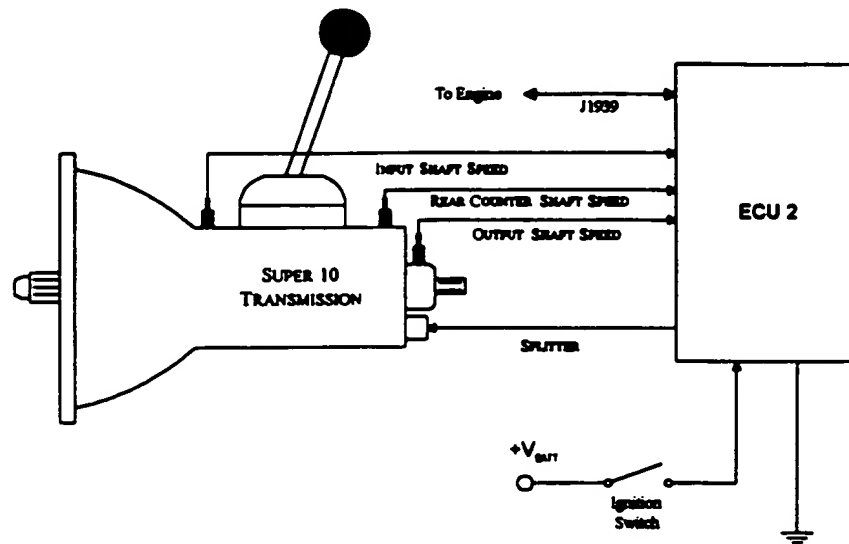 To Engine
J1939
INPUT SHAFT SPEED
REAR COUNTER SHAFT SPEED
ECU 2
OUTPUT SHAFT SPEED
SUPER 10
TRANSMISSION
SPLITTER
+V_BATT
Ignition
Switch